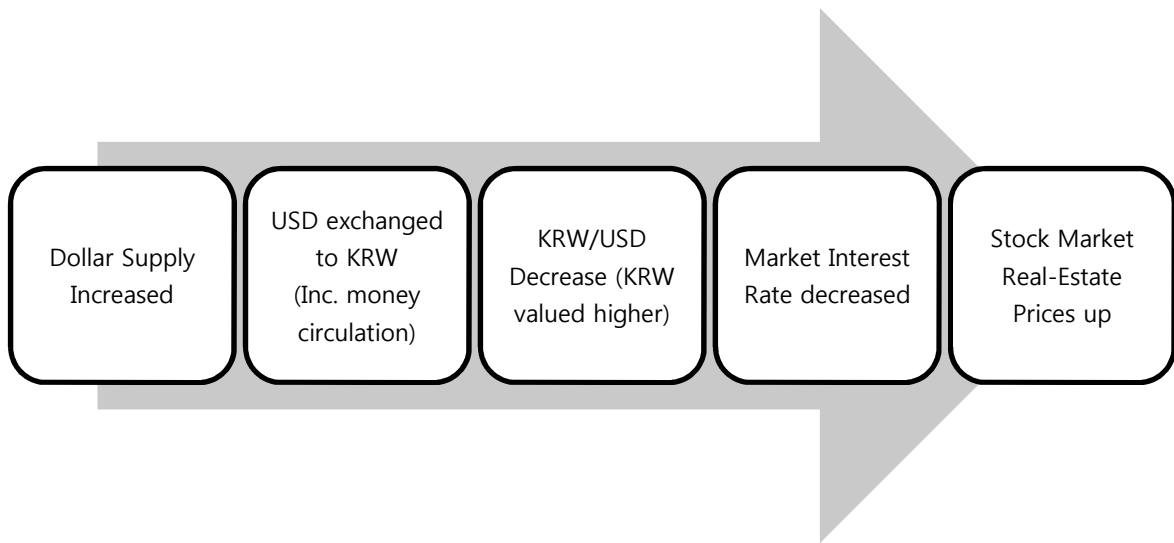 Dollar Supply
Increased
USD exchanged
to KRW
(Inc. money
circulation)
KRW/USD
Decrease (KRW
valued higher)
Market Interest
Rate decreased
Stock Market
Real-Estate
Prices up